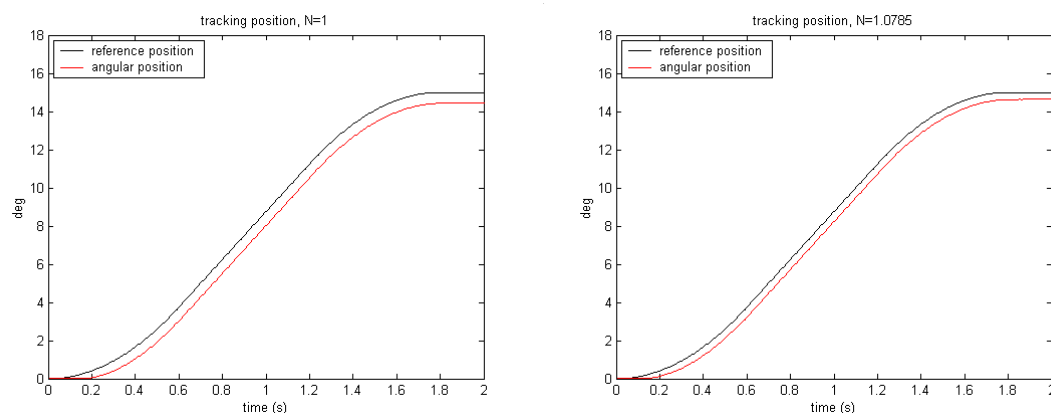 tracking position, N=1
18
16
14
12
10
8
6
4
2
0
deg
reference position
angular position
0 0.2 0.4 0.6 0.8 1 1.2 1.4 1.6 1.8 2
time (s)
tracking position, N=1.0785
18
16
14
12
10
8
6
4
2
0
deg
reference position
angular position
0 0.2 0.4 0.6 0.8 1 1.2 1.4 1.6 1.8 2
time (s)